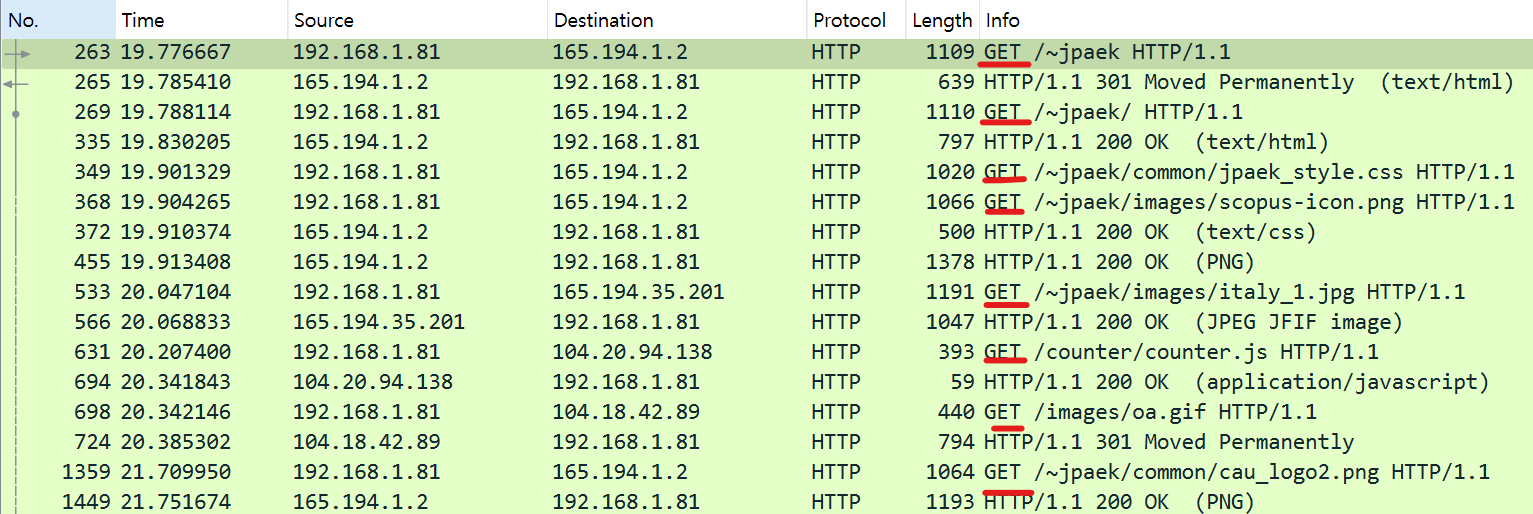 No. Time Source Destination Protocol Length Info
263 19.776667 192.168.1.81 165.194.1.2 HTTP 1109 GET /~jpaek HTTP/1.1
265 19.785410 165.194.1.2 192.168.1.81 HTTP 639 HTTP/1.1 301 Moved Permanently (text/html)
269 19.788114 192.168.1.81 165.194.1.2 HTTP 1110 GET /~jpaek/ HTTP/1.1
335 19.830205 165.194.1.2 192.168.1.81 HTTP 797 HTTP/1.1 200 OK (text/html)
349 19.901329 192.168.1.81 165.194.1.2 HTTP 1020 GET /~jpaek/common/jpaek_style.css HTTP/1.1
368 19.904265 192.168.1.81 165.194.1.2 HTTP 1066 GET /~jpaek/images/scopus-icon.png HTTP/1.1
372 19.910374 165.194.1.2 192.168.1.81 HTTP 500 HTTP/1.1 200 OK (text/css)
455 19.913408 165.194.1.2 192.168.1.81 HTTP 1378 HTTP/1.1 200 OK (PNG)
533 20.047104 192.168.1.81 165.194.35.201 HTTP 1191 GET /~jpaek/images/italy_1.jpg HTTP/1.1
566 20.068833 165.194.35.201 192.168.1.81 HTTP 1047 HTTP/1.1 200 OK (JPEG JFIF image)
631 20.207400 192.168.1.81 104.20.94.138 HTTP 393 GET /counter/counter.js HTTP/1.1
694 20.341843 104.20.94.138 192.168.1.81 HTTP 59 HTTP/1.1 200 OK (application/javascript)
698 20.342146 192.168.1.81 104.18.42.89 HTTP 440 GET /images/oa.gif HTTP/1.1
724 20.385302 104.18.42.89 192.168.1.81 HTTP 794 HTTP/1.1 301 Moved Permanently
1359 21.709950 192.168.1.81 165.194.1.2 HTTP 1064 GET /~jpaek/common/cau_logo2.png HTTP/1.1
1449 21.751674 165.194.1.2 192.168.1.81 HTTP 1193 HTTP/1.1 200 OK (PNG)